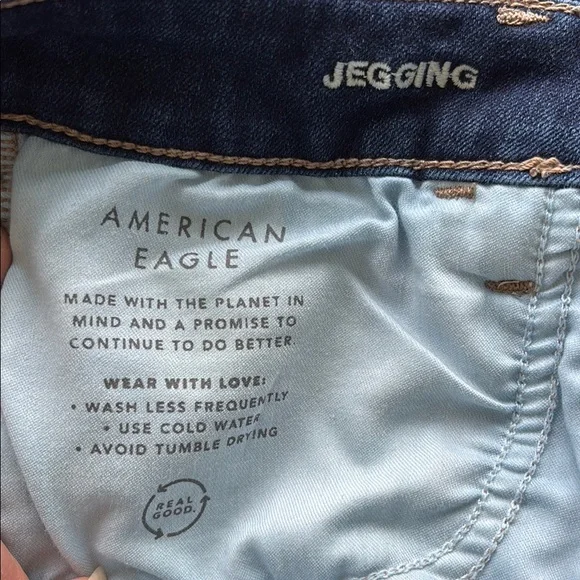 JEGGING
AMERICAN
EAGLE
MADE WITH THE PLANET IN
MIND AND A PROMISE TO
CONTINUE TO DO BETTER.
WEAR WITH LOVE:
• WASH LESS FREQUENTLY
• USE COLD WATER
• AVOID TUMBLE DRYING
REAL
GOOD.